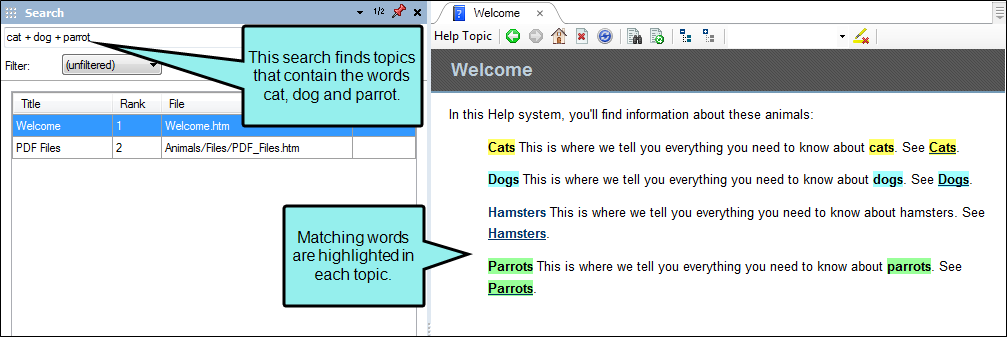 Search
1/2
cat + dog + parrot
Filter:
(unfiltered)
Title Rank File
Welcome 1 Welcome.htm
PDF Files 2 Animals/Files/PDF_Files.htm
This search finds topics
that contain the words
cat, dog and parrot.
Matching words
are highlighted in
each topic.
Welcome
Help Topic
Welcome
In this Help system, you'll find information about these animals:
Cats This is where we tell you everything you need to know about cats. See Cats.
Dogs This is where we tell you everything you need to know about dogs. See Dogs.
Hamsters This is where we tell you everything you need to know about hamsters. See
Hamsters.
Parrots This is where we tell you everything you need to know about parrots. See
Parrots.